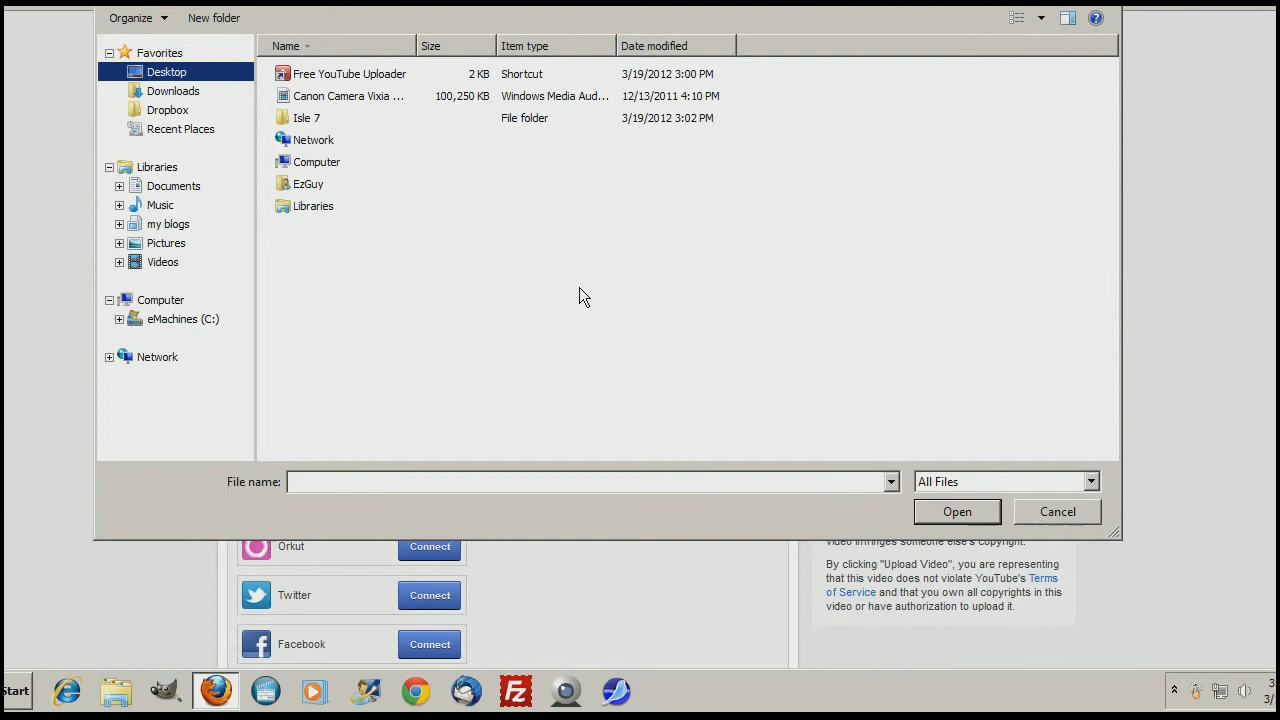 Organize New folder
Name Size Item type Date modified
Favorites
Desktop
Downloads
Dropbox
Recent Places
Libraries
Documents
Music
my blogs
Pictures
Videos
Computer
eMachines (C:)
Network
Free YouTube Uploader 2 KB Shortcut 3/19/2012 3:00 PM
Canon Camera Vixia ... 100,250 KB Windows Media Aud... 12/13/2011 4:10 PM
Isle 7 File folder 3/19/2012 3:02 PM
Network
Computer
EzGuy
Libraries
File name: All Files
Open Cancel
Orkut Connect
Twitter Connect
Facebook Connect
video infringes someone else's copyright.
By clicking "Upload Video", you are representing
that this video does not violate YouTube's Terms
of Service and that you own all copyrights in this
video or have authorization to upload it.
Start
3
3/